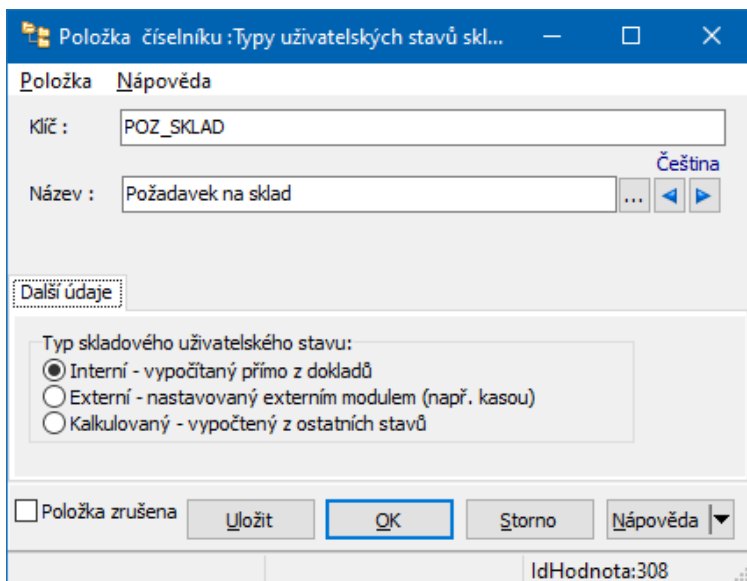 Položka číselníku :Typy uživatelských stavů skl...
Položka Nápověda
Klíč : POZ_SKLAD
Čeština
Název : Požadavek na sklad ...
Další údaje
Typ skladového uživatelského stavu:
Interní - vypočítaný přímo z dokladů
Externí - nastavovaný externím modulem (např. kasou)
Kalkulovaný - vypočtený z ostatních stavů
Položka zrušena Uložit OK Storno Nápověda
IdHodnota:308